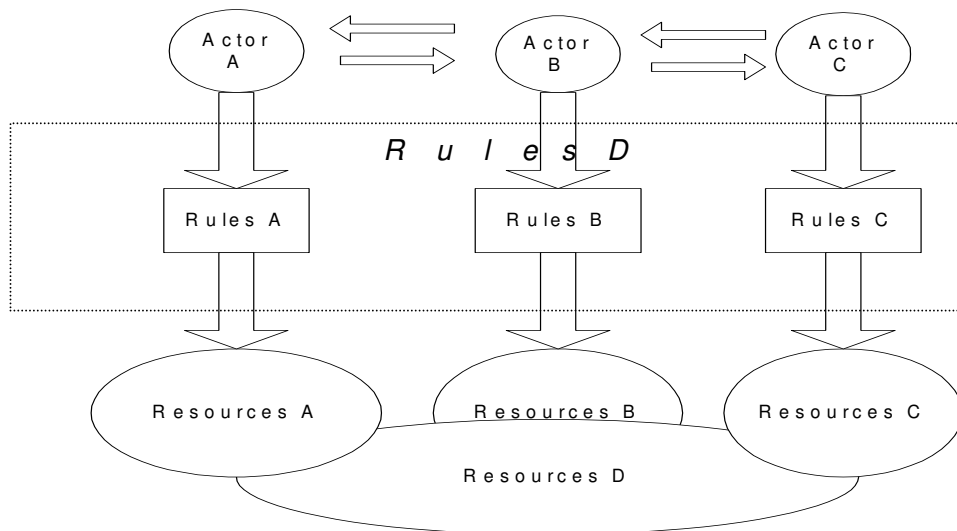 Actor
A
Actor
B
Actor
C
Rules D
Rules A
Rules B
Rules C
Resources A
Resources B
Resources C
Resources D